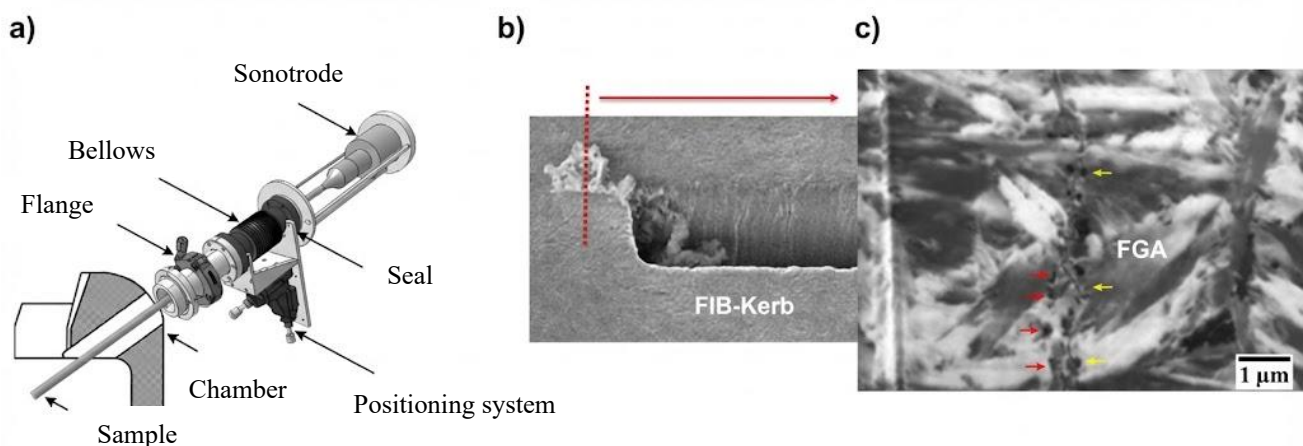 a)
Sonotrode
Bellows
Flange
Seal
Chamber
Positioning system
Sample
b)
FIB-Kerb
c)
FGA
1 µm